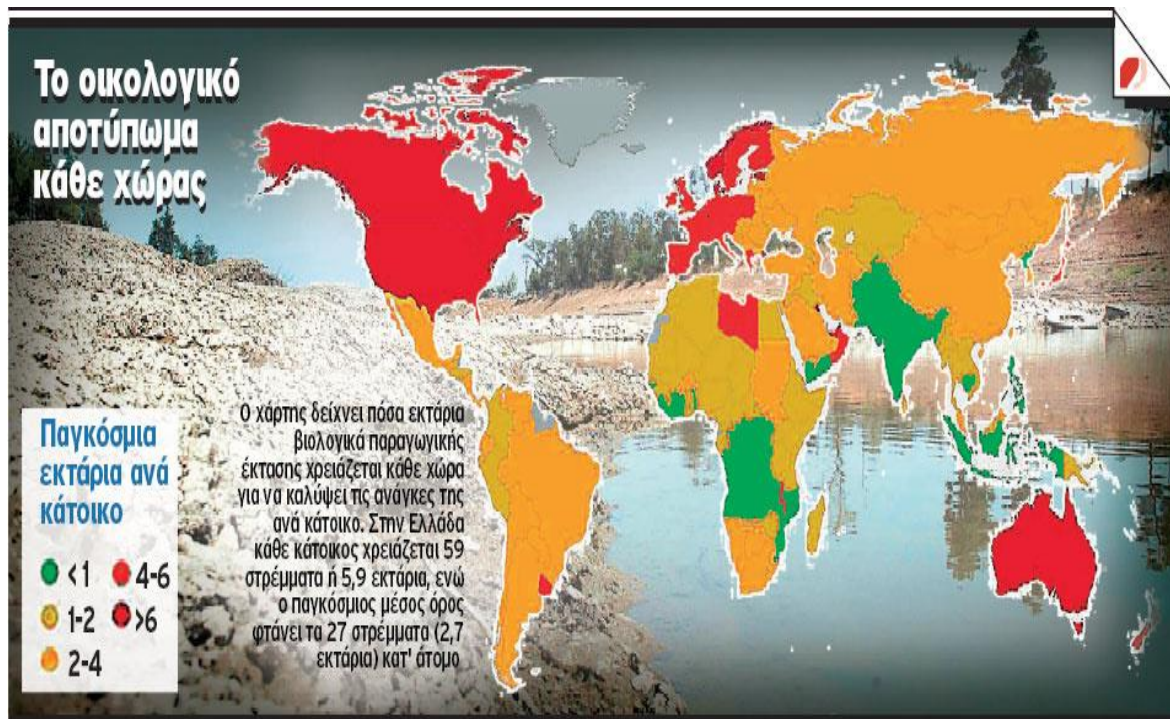 Το οικολογικό
αποτύπωμα
κάθε χώρας
Ο χάρτης δείχνει πόσα εκτάρια
βιολογικά παραγωγικής
έκτασης χρειάζεται κάθε χώρα
για να καλύψει τις ανάγκες της
ανά κάτοικο. Στην Ελλάδα
κάθε κάτοικος χρειάζεται 59
στρέμματα ή 5,9 εκτάρια, ενώ
ο παγκόσμιος μέσος όρος
φτάνει τα 27 στρέμματα (2,7
εκτάρια) κατ' άτομο
Παγκόσμια
εκτάρια ανά
κάτοικο
<1 4-6
1-2 >6
2-4